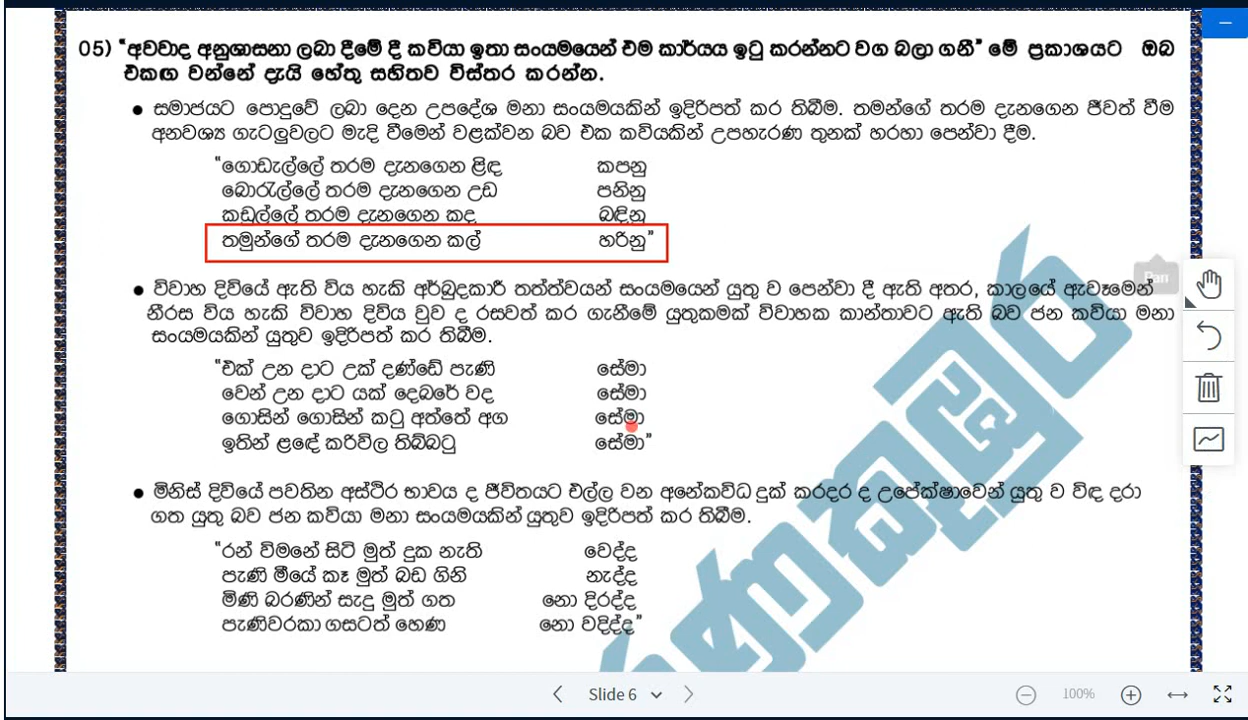 05) "අවවාද අනුශාසනා ලබා දීමේ දී කවියා ඉතා සංයමයෙන් එම කාර්යය ඉටු කරන්නට වග බලා ගනී" මේ ප්‍රකාශයට ඔබ
එකඟ වන්නේ දැයි හේතු සහිතව විස්තර කරන්න.
● සමාජයට පොදුවේ ලබා දෙන උපදේශ මනා සංයමයකින් ඉදිරිපත් කර තිබීම. තමන්ගේ තරම දැනගෙන ජීවත් වීම
අනවශ්‍ය ගැටලුවලට මැදි වීමෙන් වළක්වන බව එක කවියකින් උපහැරණ තුනක් හරහා පෙන්වා දීම.
"ගොඩැල්ලේ තරම දැනගෙන ළිඳ කපනු
බොරැල්ලේ තරම දැනගෙන උඩ පනිනු
කඩුල්ලේ තරම දැනගෙන කද බඳිනු
තමුන්ගේ තරම දැනගෙන කල් හරිනු"
● විවාහ දිවියේ ඇති විය හැකි අර්බුදකාරී තත්ත්වයන් සංයමයෙන් යුතු ව පෙන්වා දී ඇති අතර, කාලයේ ඇවෑමෙන්
නීරස විය හැකි විවාහ දිවිය වුව ද රසවත් කර ගැනීමේ යුතුකමක් විවාහක කාන්තාවට ඇති බව ජන කවියා මනා
සංයමයකින් යුතුව ඉදිරිපත් කර තිබීම.
"එක් උන දාට උක් දණ්ඩේ පැණි සේමා
වෙන් උන දාට යක් දෙබරේ වද සේමා
ගොසින් ගොසින් කටු අත්තේ අග සේමා
ඉතින් ළඳේ කරිවිල තිබ්බටු සේමා"
● මිනිස් දිවියේ පවතින අස්ථිර භාවය ද ජීවිතයට එල්ල වන අනේකවිධ දුක් කරදර ද උපේක්ෂාවෙන් යුතු ව විඳ දරා
ගත යුතු බව ජන කවියා මනා සංයමයකින් යුතුව ඉදිරිපත් කර තිබීම.
"රන් විමනේ සිටි මුත් දුක නැති වෙද්ද
පැණි මීයේ කෑ මුත් බඩ ගිනි නැද්ද
මිණි බරණින් සැදු මුත් ගත නො දිරද්ද
පැණිවරකා ගසටත් හෙණ නො වදිද්ද"
Pan
Slide 6
100%